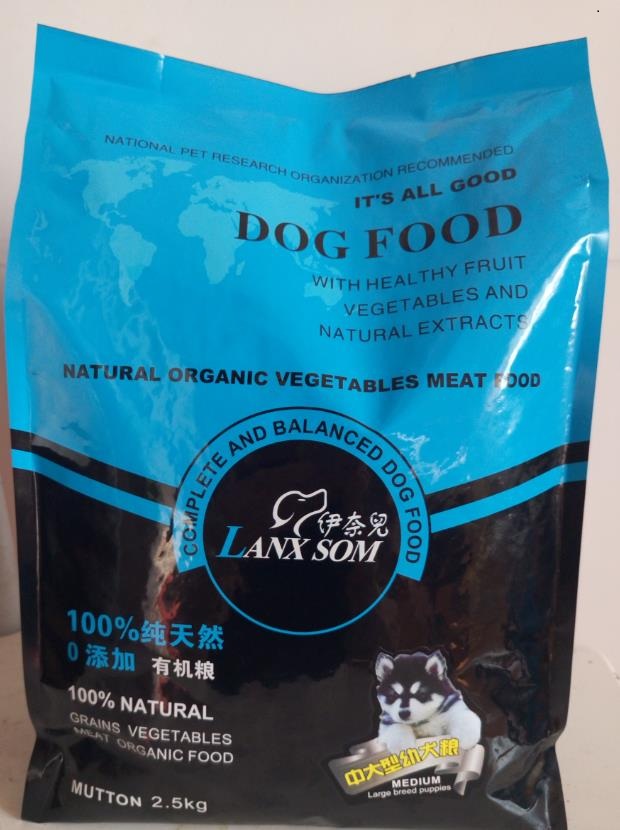 NATIONAL PET RESEARCH ORGANIZATION RECOMMENDED
IT'S ALL GOOD
DOG FOOD
WITH HEALTHY FRUIT
VEGETABLES AND
NATURAL EXTRACTS
NATURAL ORGANIC VEGETABLES MEAT FOOD
COMPLETE AND BALANCED DOG FOOD
伊奈兒
LANX SOM
100%纯天然
0 添加 有机粮
100% NATURAL
GRAINS VEGETABLES
MEAT ORGANIC FOOD
MUTTON 2.5kg
中大型幼犬粮
MEDIUM
Large breed puppies